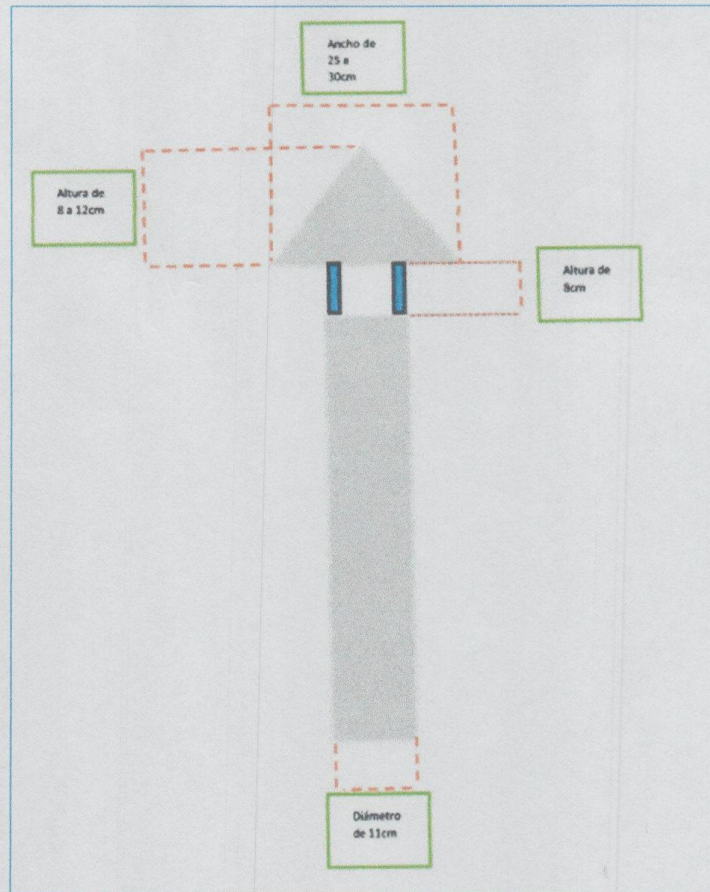 Ancho de
25 a
30cm
Altura de
8 a 12cm
Altura de
8cm
Diámetro
de 11cm